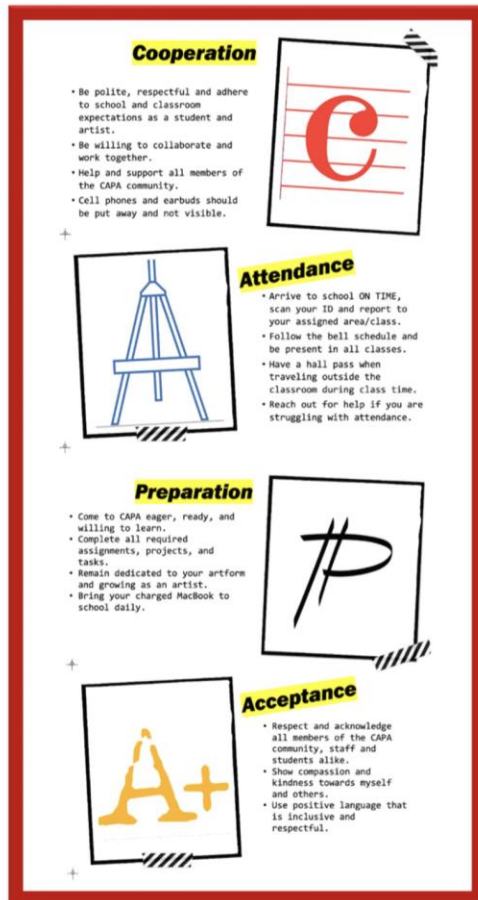 Cooperation
• Be polite, respectful and adhere
to school and classroom
expectations as a student and
artist.
• Be willing to collaborate and
work together.
• Help and support all members of
the CAPA community.
• Cell phones and earbuds should
be put away and not visible.
C
Attendance
• Arrive to school ON TIME,
scan your ID and report to
your assigned area/class.
• Follow the bell schedule and
be present in all classes.
• Have a hall pass when
traveling outside the
classroom during class time.
• Reach out for help if you are
struggling with attendance.
Preparation
• Come to CAPA eager, ready, and
willing to learn.
• Complete all required
assignments, projects, and
tasks.
• Remain dedicated to your artform
and growing as an artist.
• Bring your charged MacBook to
school daily.
P
Acceptance
• Respect and acknowledge
all members of the CAPA
community, staff and
students alike.
• Show compassion and
kindness towards myself
and others.
• Use positive language that
is inclusive and
respectful.
A+